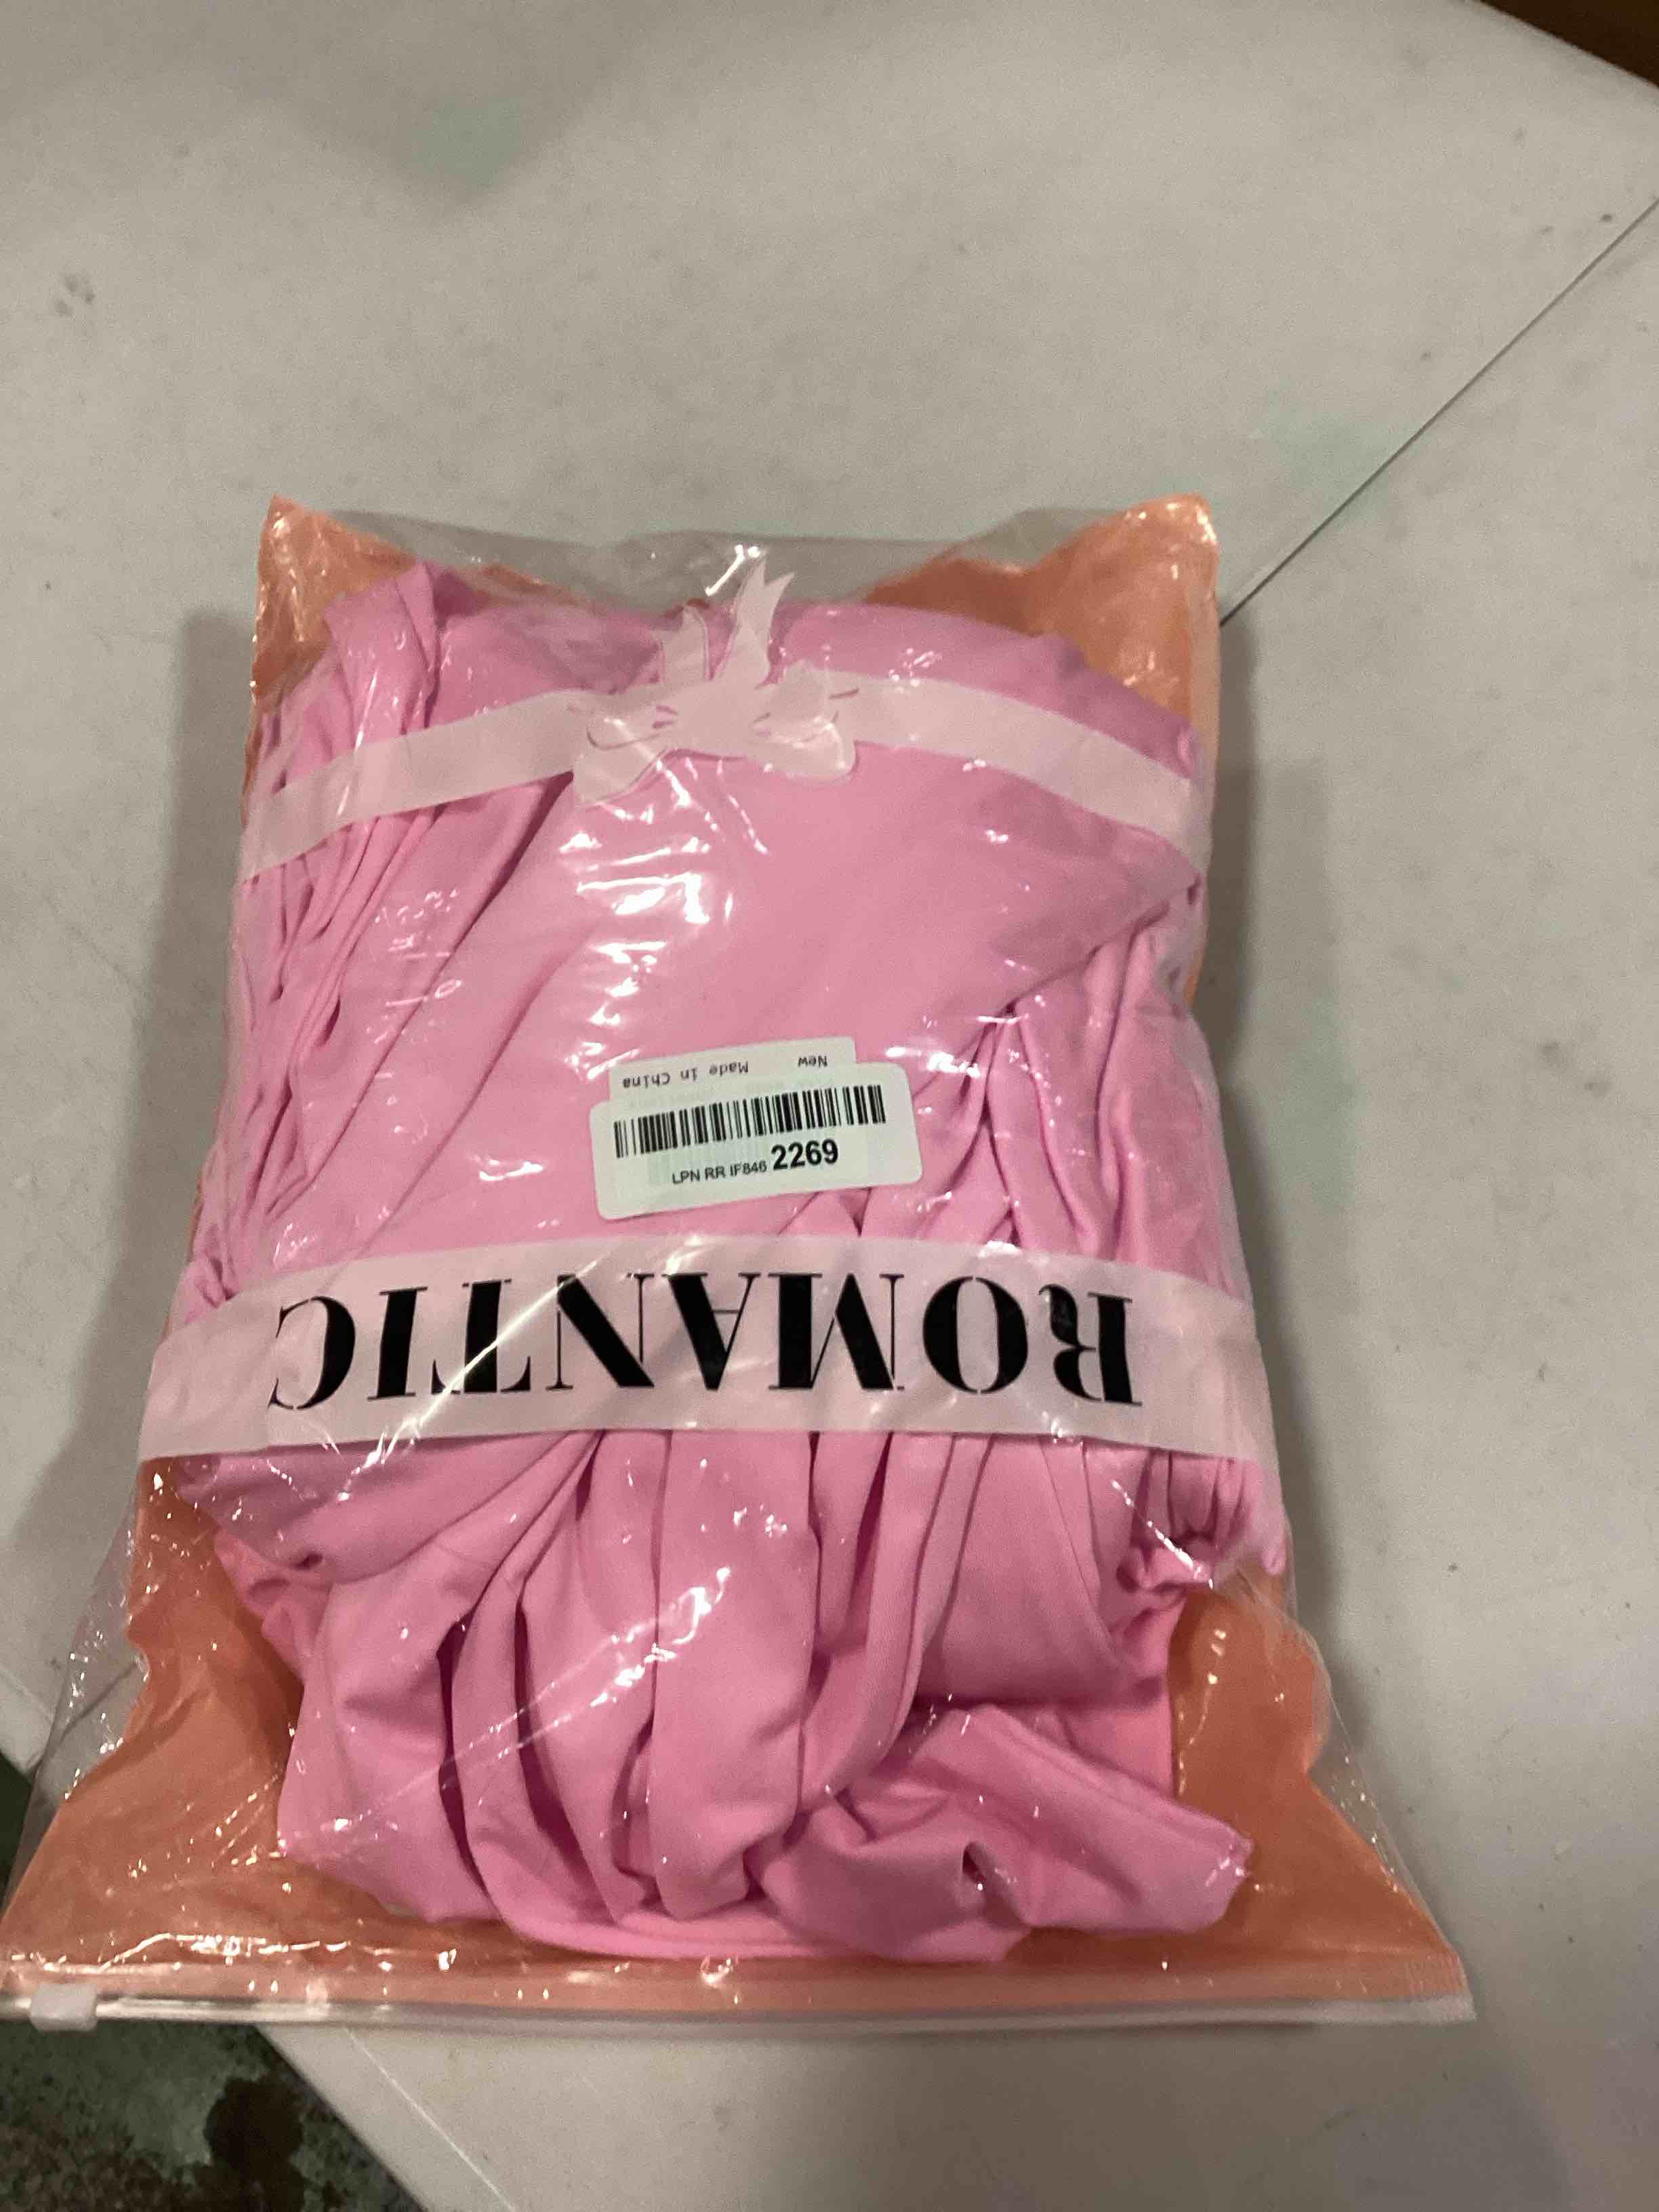 New Made in China
LPN RR IF846 2269
ROMANTIC